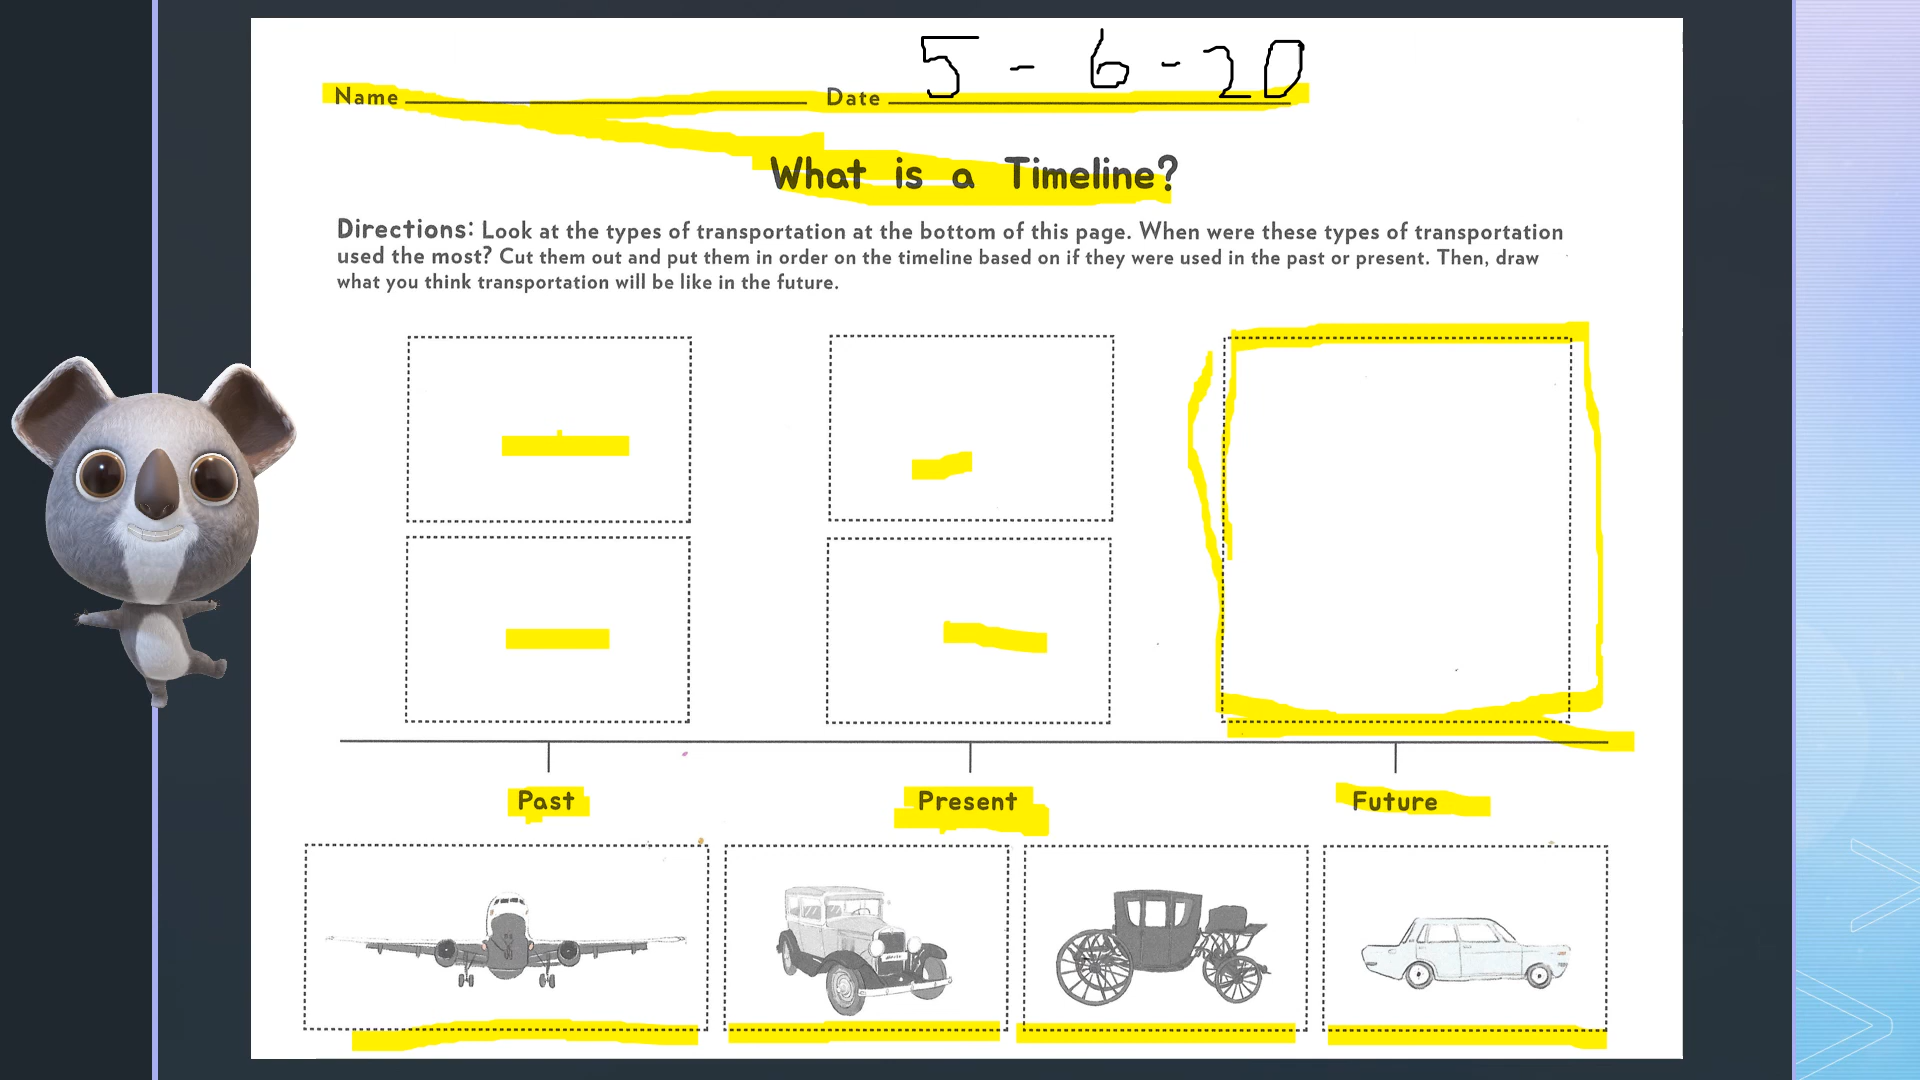 5 - 6 - 20
Name Date
What is a Timeline?
Directions: Look at the types of transportation at the bottom of this page. When were these types of transportation
used the most? Cut them out and put them in order on the timeline based on if they were used in the past or present. Then, draw
what you think transportation will be like in the future.
Past Present Future